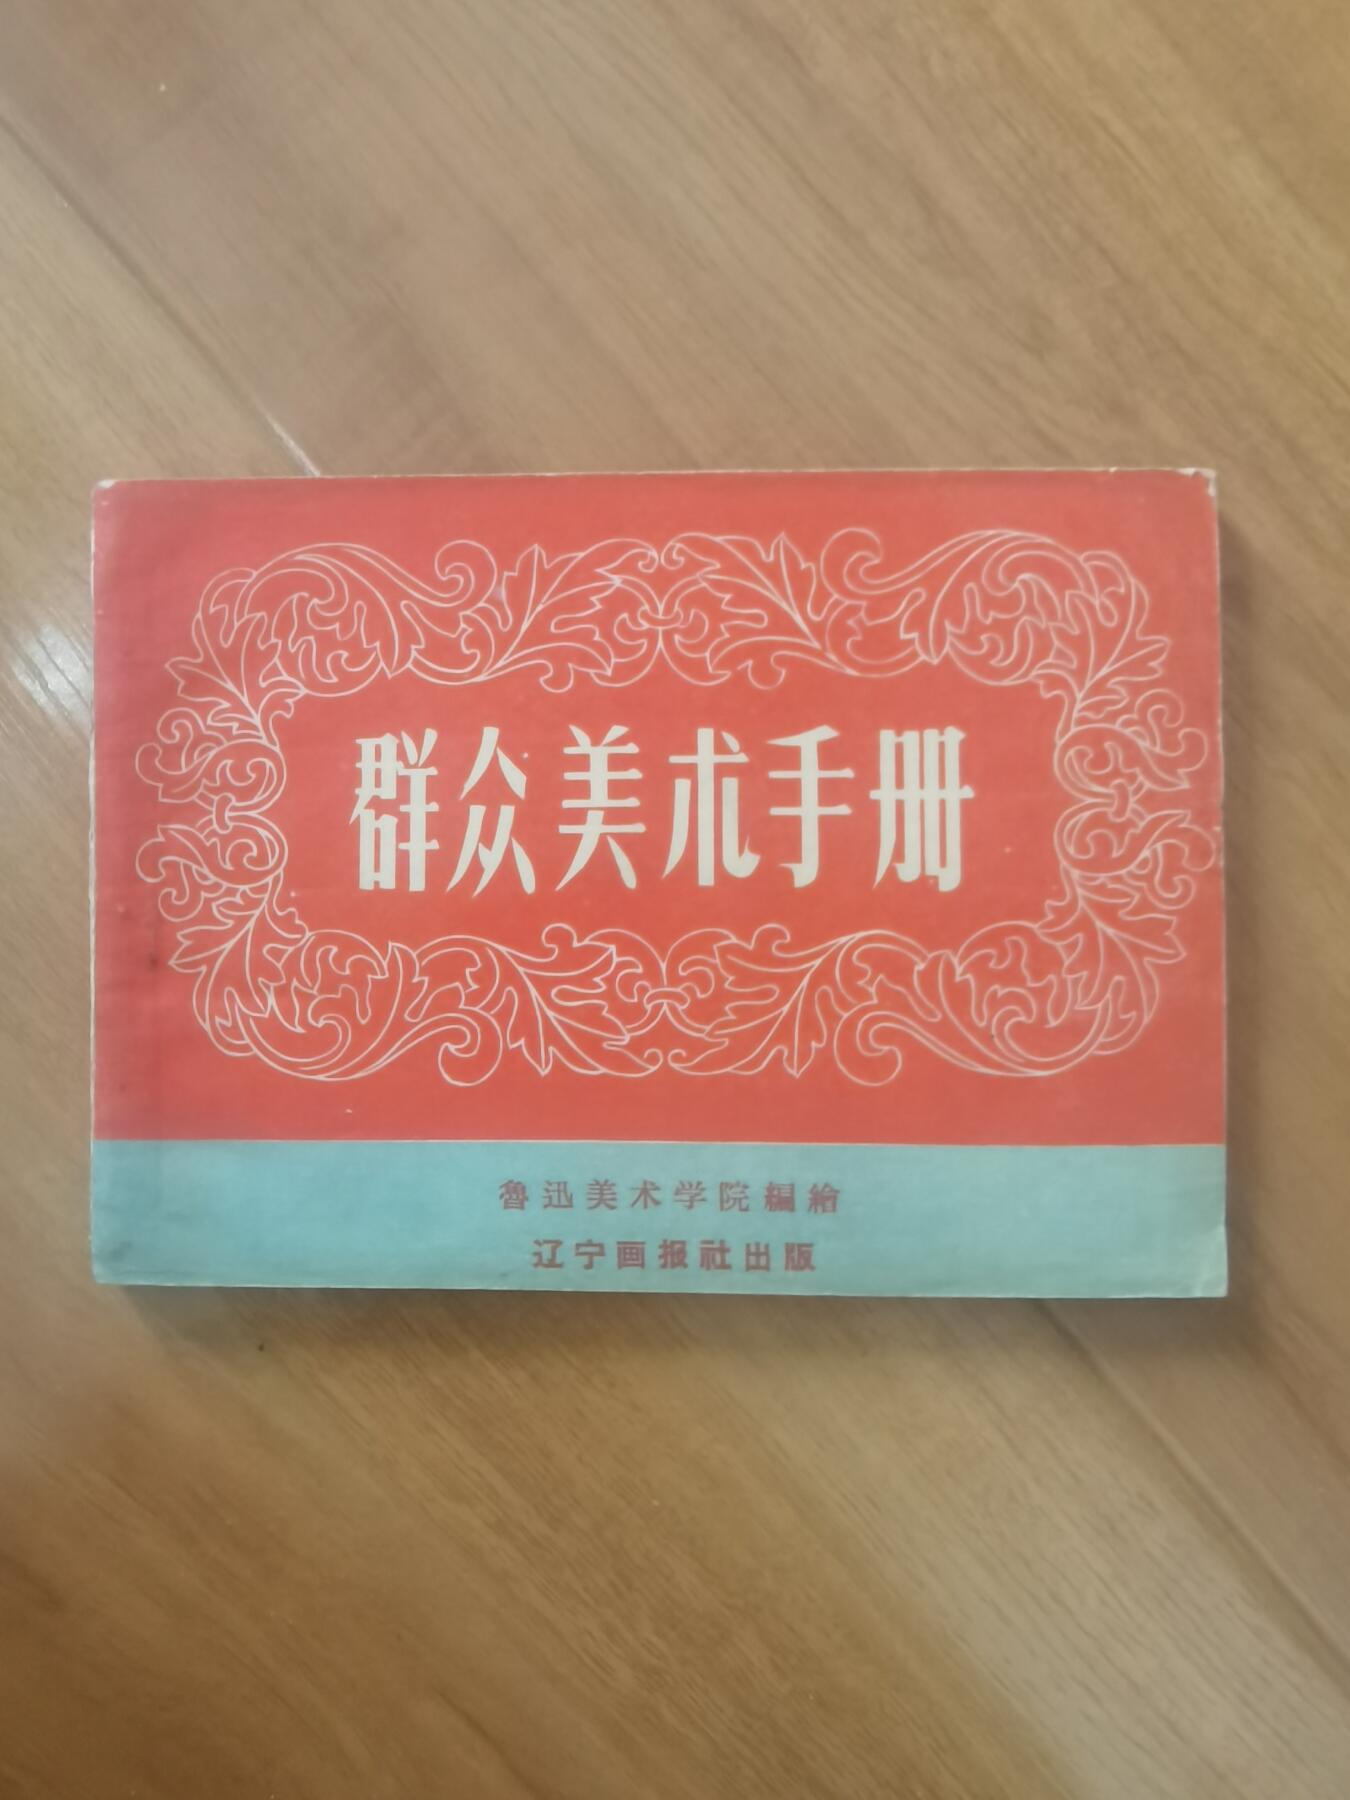 群众美术手册
魯迅美术学院編繪
辽宁画报社出版